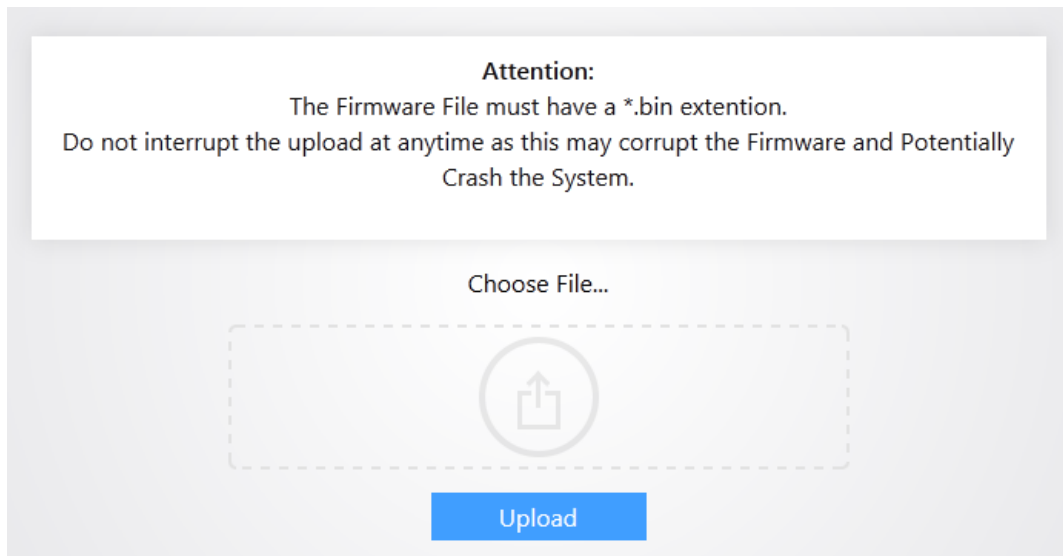 Attention:
The Firmware File must have a *.bin extention.
Do not interrupt the upload at anytime as this may corrupt the Firmware and Potentially
Crash the System.
Choose File...
Upload